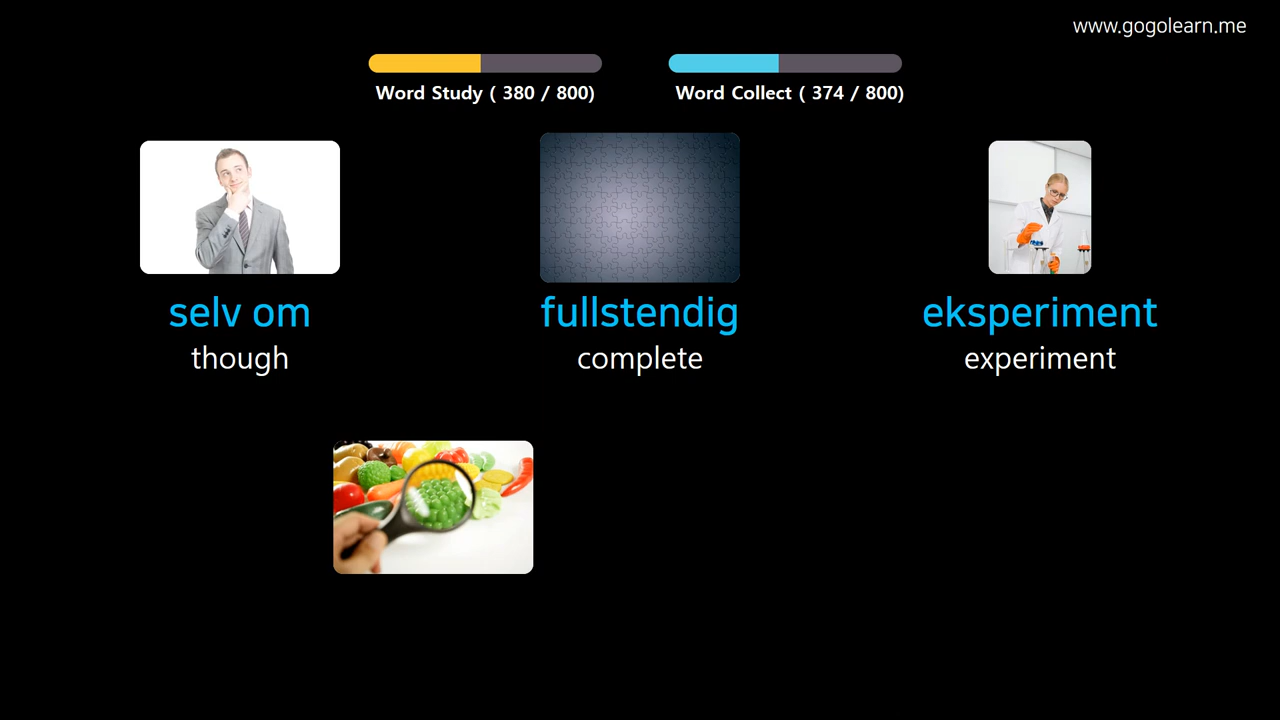 www.gogolearn.me
Word Study ( 380 / 800)
Word Collect ( 374 / 800)
selv om
though
fullstendig
complete
eksperiment
experiment